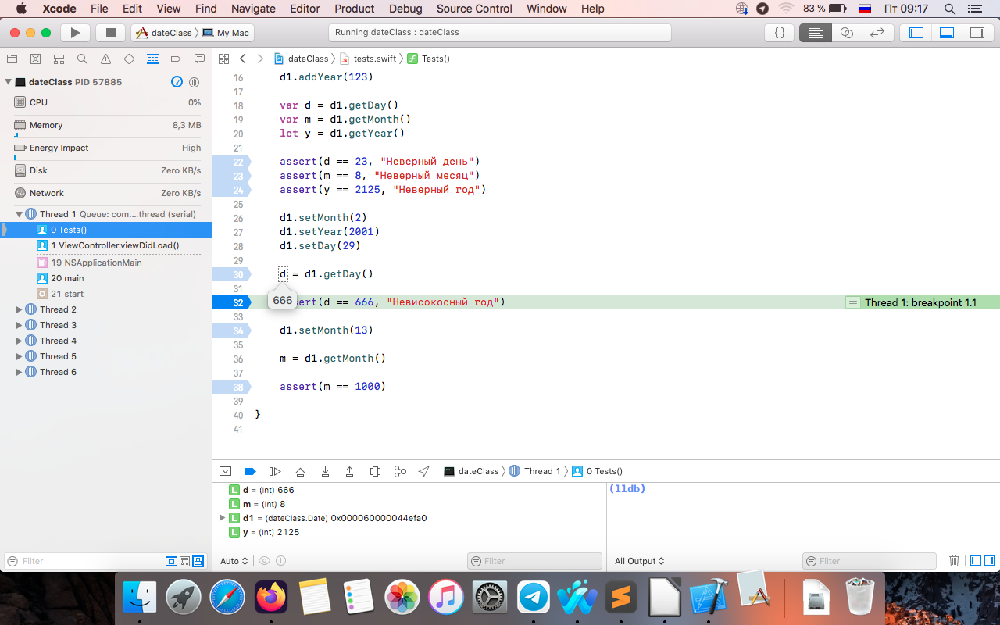 Xcode File Edit View Find Navigate Editor Product Debug Source Control Window Help 83 % Пт 09:17
dateClass My Mac Running dateClass : dateClass
dateClass tests.swift Tests()
dateClass PID 57885
CPU 0%
Memory 8,3 MB
Energy Impact High
Disk Zero KB/s
Network Zero KB/s
Thread 1 Queue: com....thread (serial)
0 Tests()
1 ViewController.viewDidLoad()
19 NSApplicationMain
20 main
21 start
Thread 2
Thread 3
Thread 4
Thread 5
Thread 6
Filter
16 d1.addYear(123)
17
18 var d = d1.getDay()
19 var m = d1.getMonth()
20 let y = d1.getYear()
21
22 assert(d == 23, "Неверный день")
23 assert(m == 8, "Неверный месяц")
24 assert(y == 2125, "Неверный год")
25
26 d1.setMonth(2)
27 d1.setYear(2001)
28 d1.setDay(29)
29
30 d = d1.getDay()
31
666
32 ert(d == 666, "Невисокосный год") Thread 1: breakpoint 1.1
33
34 d1.setMonth(13)
35
36 m = d1.getMonth()
37
38 assert(m == 1000)
39
40 }
41
dateClass Thread 1 0 Tests()
L d = (Int) 666
L m = (Int) 8
L d1 = (dateClass.Date) 0x000060000044efa0
L y = (Int) 2125
(lldb)
Auto Filter All Output Filter